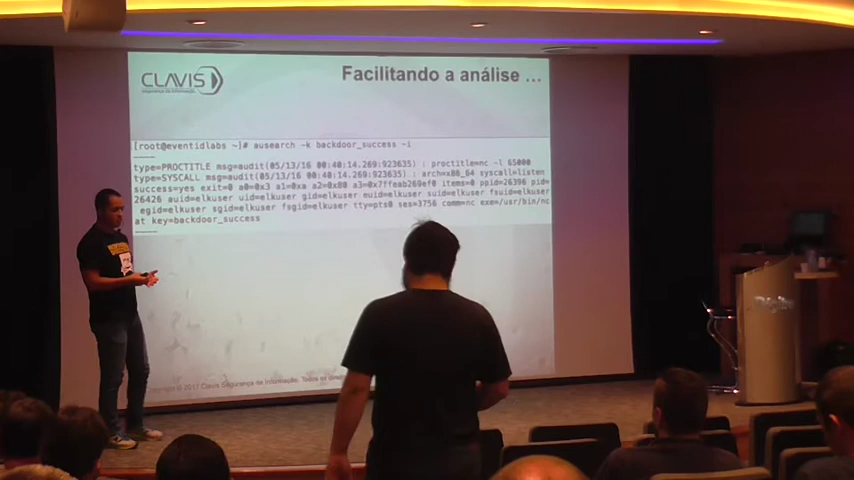 CLAVIS
Segurança da Informação
Facilitando a análise ...
[root@eventidlabs ~]# ausearch -k backdoor_success -i
----
type=PROCTITLE msg=audit(05/13/16 00:40:14.269:923635) : proctitle=nc -l 65000
type=SYSCALL msg=audit(05/13/16 00:40:14.269:923635) : arch=x86_64 syscall=listen
success=yes exit=0 a0=0x3 a1=0xa a2=0x80 a3=0x7ffeab269ef0 items=0 ppid=26396 pid=
26426 auid=elkuser uid=elkuser gid=elkuser euid=elkuser suid=elkuser fsuid=elkuser
egid=elkuser sgid=elkuser fsgid=elkuser tty=pts0 ses=3756 comm=nc exe=/usr/bin/nc
at key=backdoor_success
----
Copyright © 2017 Clavis Segurança da Informação. Todos os direit